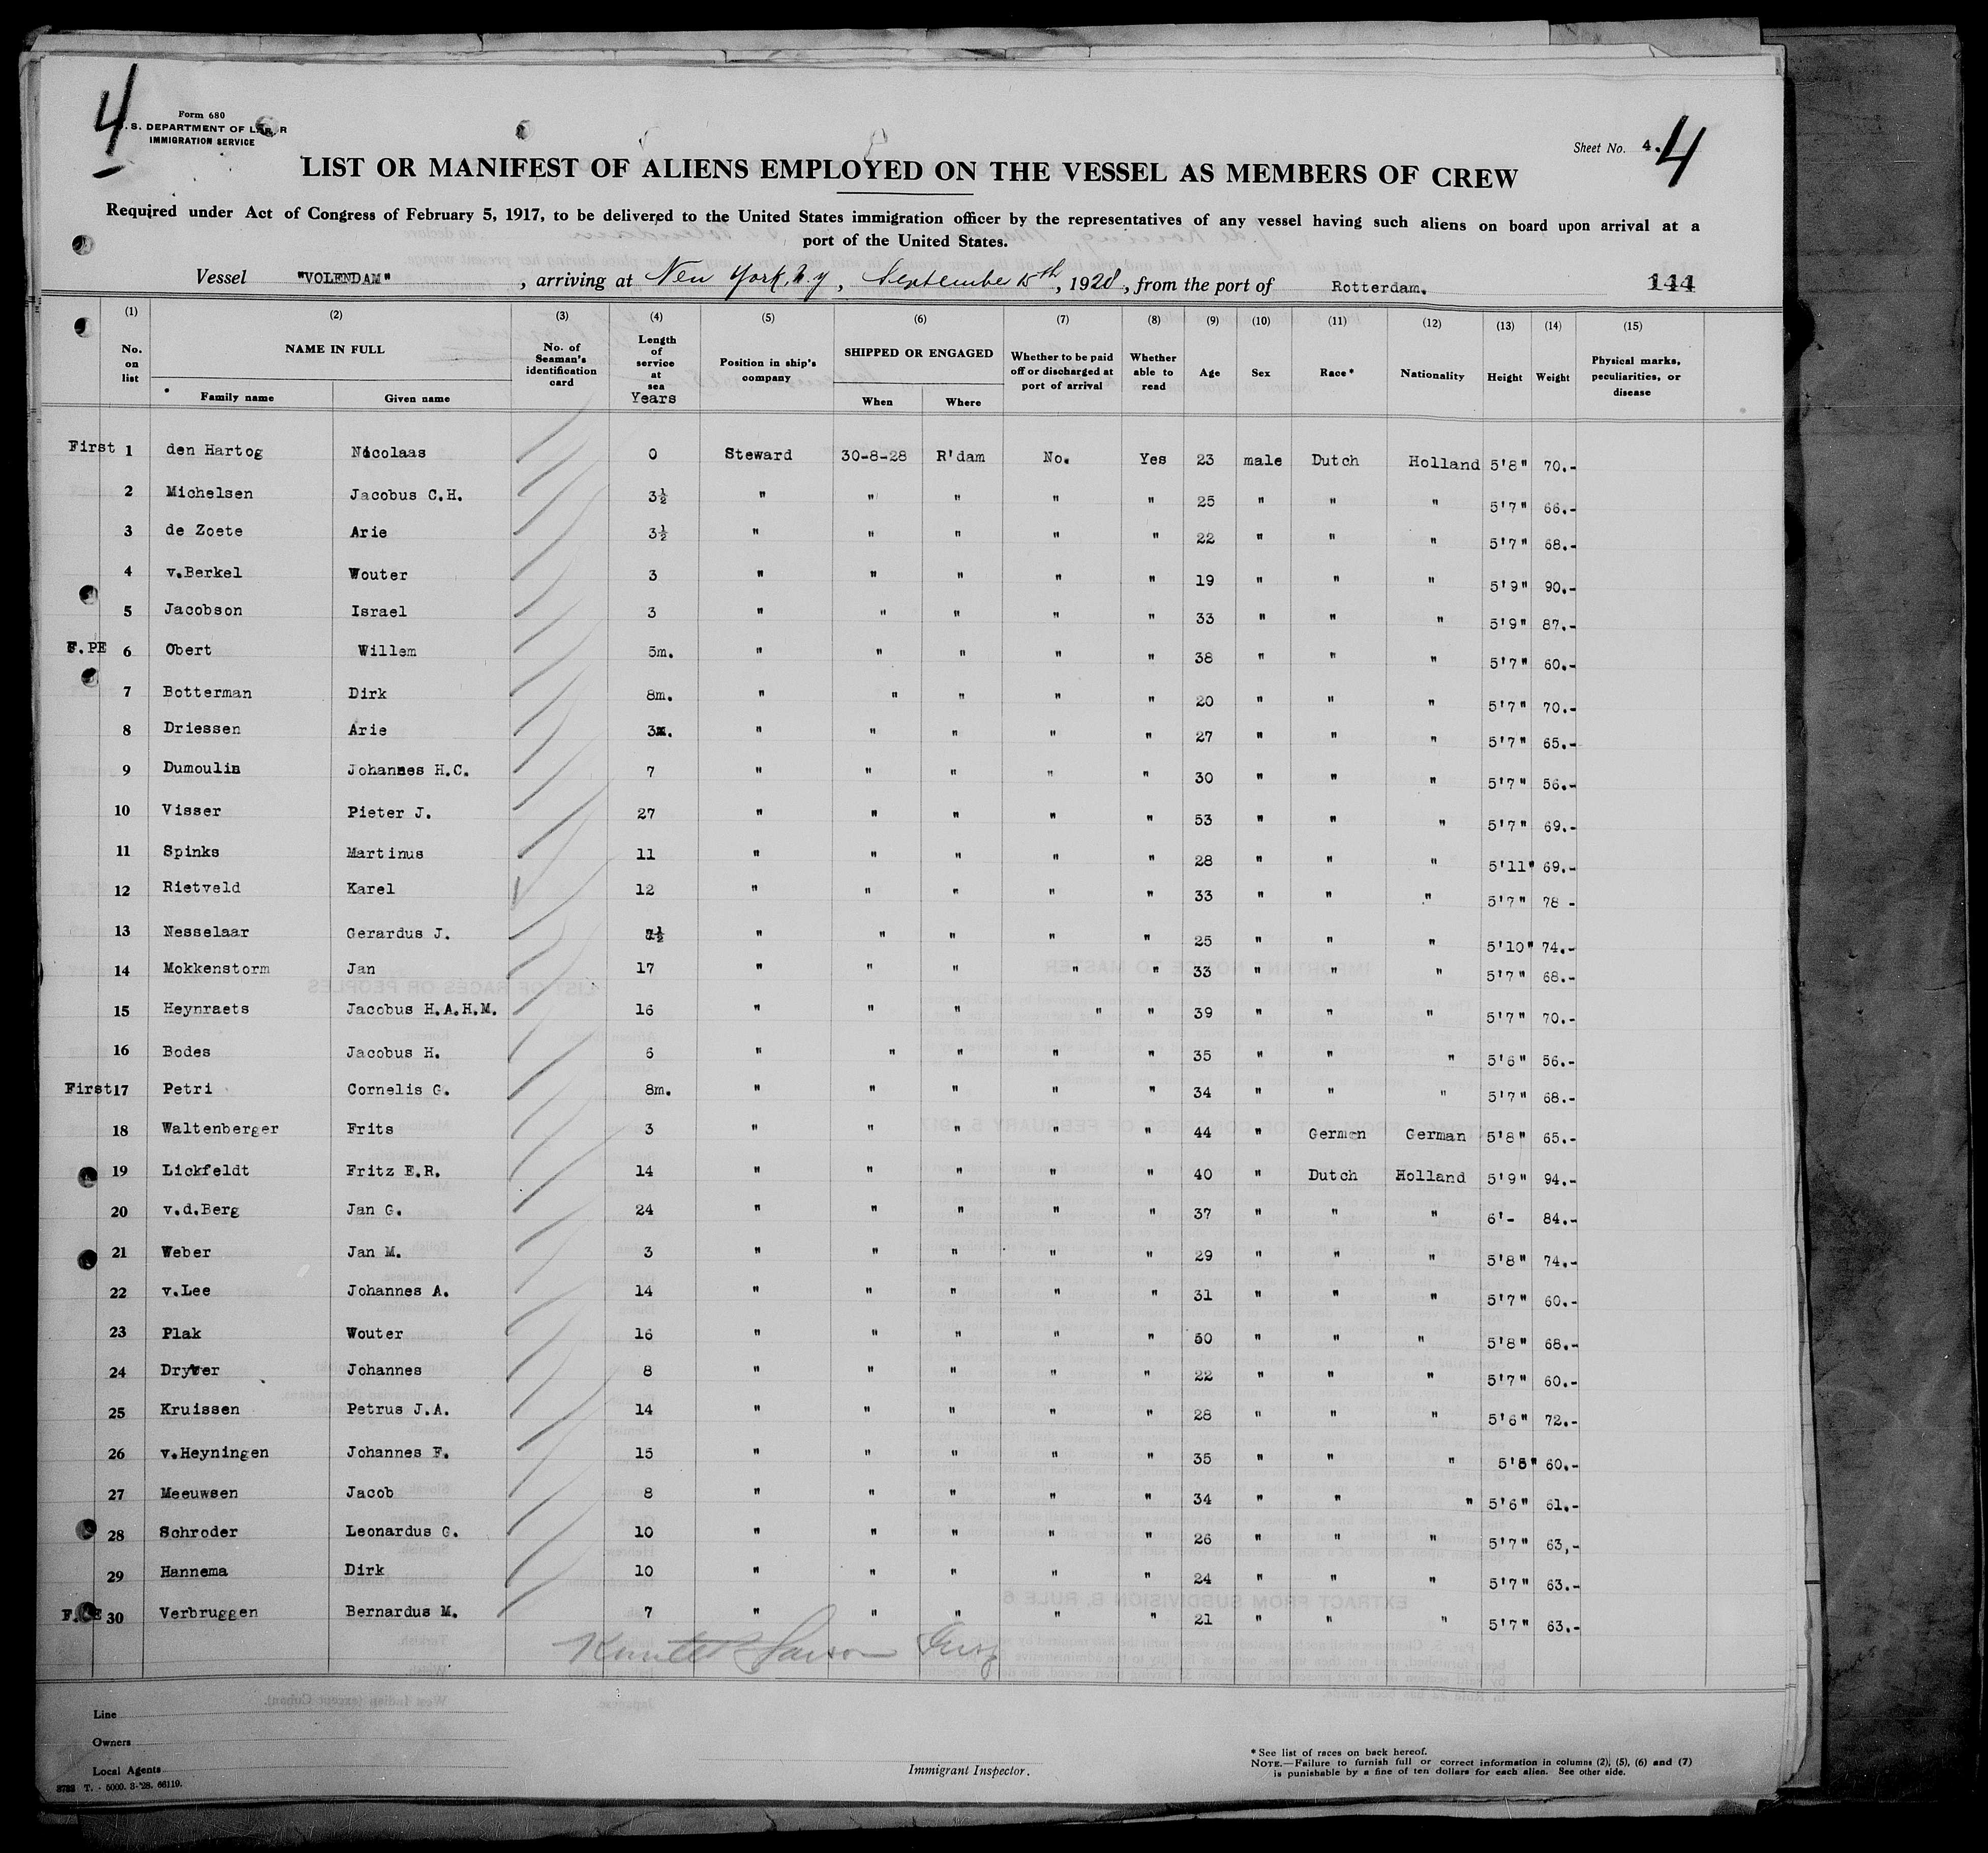 4
Form 680
U.S. DEPARTMENT OF LABOR
IMMIGRATION SERVICE
Sheet No. 4. 4
LIST OR MANIFEST OF ALIENS EMPLOYED ON THE VESSEL AS MEMBERS OF CREW
Required under Act of Congress of February 5, 1917, to be delivered to the United States immigration officer by the representatives of any vessel having such aliens on board upon arrival at a
port of the United States.
Vessel "VOLENDAM", arriving at New York, N.Y, September 15th, 1928, from the port of Rotterdam. 144
(1) (2) (3) (4) (5) (6) (7) (8) (9) (10) (11) (12) (13) (14) (15)
No. on list NAME IN FULL Family name Given name No. of Seaman's identification card Length of service at sea Years Position in ship's company SHIPPED OR ENGAGED When Where Whether to be paid off or discharged at port of arrival Whether able to read Age Sex Race* Nationality Height Weight Physical marks, peculiarities, or disease
First 1 den Hartog Nicolaas 0 Steward 30-8-28 R'dam No. Yes 23 male Dutch Holland 5'8" 70.-
2 Michelsen Jacobus C.H. 3½ " " " " " 25 " " " 5'7" 66.-
3 de Zoete Arie 3½ " " " " " 22 " " " 5'7" 68.-
4 v.Berkel Wouter 3 " " " " " 19 " " " 5'9" 90.-
5 Jacobson Israel 3 " " " " " 33 " " " 5'9" 87.-
F.PE 6 Obert Willem 5m. " " " " " 38 " " " 5'7" 60.-
7 Botterman Dirk 8m. " " " " " 20 " " " 5'7" 70.-
8 Driessen Arie 3m. " " " " " 27 " " " 5'7" 65.-
9 Dumoulin Johannes H.C. 7 " " " " " 30 " " " 5'7" 56.-
10 Visser Pieter J. 27 " " " " " 53 " " " 5'7" 69.-
11 Spinks Martinus 11 " " " " " 28 " " " 5'11" 69.-
12 Rietveld Karel 12 " " " " " 33 " " " 5'7" 78 -
13 Nesselaar Gerardus J. " " " " " 25 " " " 5'10" 74.-
14 Mokkenstorm Jan 17 " " " " " 33 " " " 5'7" 68.-
15 Heynraets Jacobus H.A.H.M. 16 " " " " " 39 " " " 5'7" 70.-
16 Bodes Jacobus H. 6 " " " " " 35 " " " 5'6" 56.-
First 17 Petri Cornelis G. 8m. " " " " " 34 " " " 5'7" 68.-
18 Waltenberger Frits 3 " " " " " 44 " German German 5'8" 65.-
19 Lickfeldt Fritz E.R. 14 " " " " " 40 " Dutch Holland 5'9" 94.-
20 v.d.Berg Jan G. 24 " " " " " 37 " " " 6'- 84.-
21 Weber Jan M. 3 " " " " " 29 " " " 5'8" 74.-
22 v.Lee Johannes A. 14 " " " " " 31 " " " 5'7" 60.-
23 Plak Wouter 16 " " " " " 50 " " " 5'8" 68.-
24 Dryver Johannes 8 " " " " " 22 " " " 5'7" 60.-
25 Kruissen Petrus J.A. 14 " " " " " 28 " " " 5'6" 72.-
26 v.Heyningen Johannes F. 15 " " " " " 35 " " " 5'8" 60.-
27 Meeuwsen Jacob 8 " " " " " 34 " " " 5'6" 61.-
28 Schroder Leonardus G. 10 " " " " " 26 " " " 5'7" 63,-
29 Hannema Dirk 10 " " " " " 24 " " " 5'7" 63.-
30 Verbruggen Bernardus M. 7 " " " " " 21 " " " 5'7" 63.-
Line
Owners
Local Agents
Immigrant Inspector.
* See list of races on back hereof.
NOTE.—Failure to furnish full or correct information in columns (2), (5), (6) and (7)
is punishable by a fine of ten dollars for each alien. See other side.
T. - 5000. 3-'28. 66119.